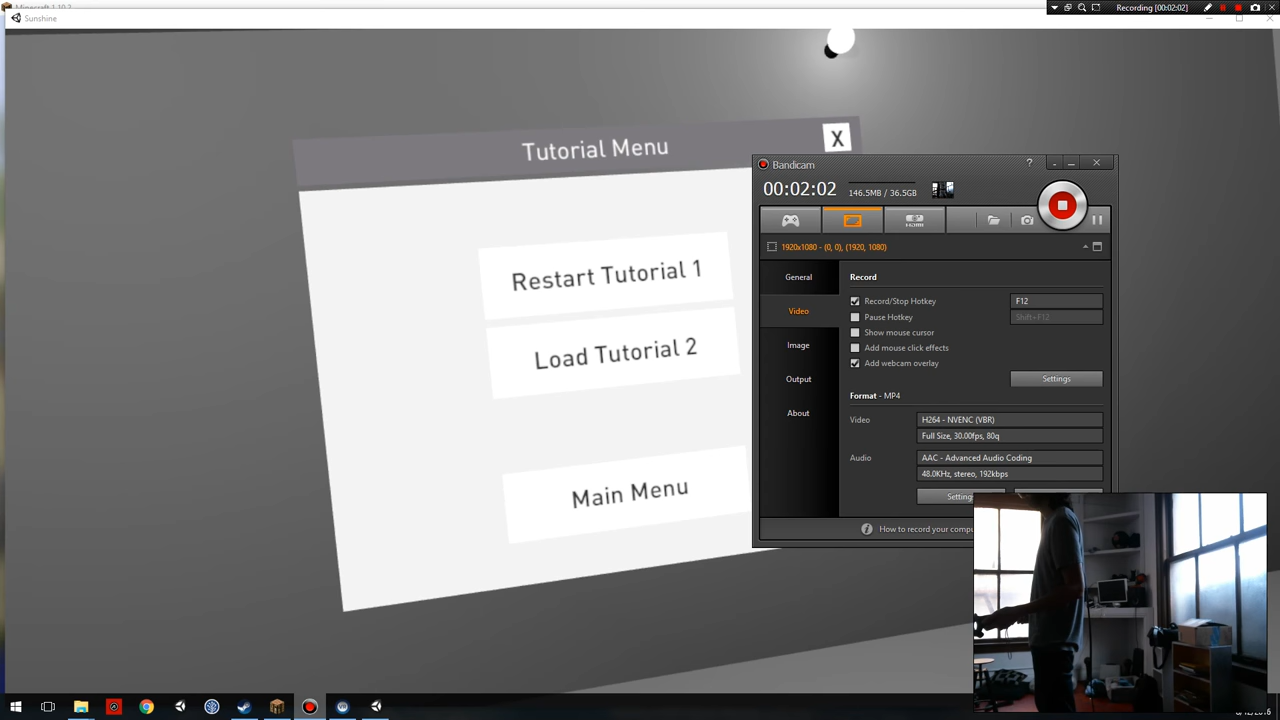 Minecraft 1.10.2
Sunshine
Recording [00:02:02]
Tutorial Menu
X
Restart Tutorial 1
Load Tutorial 2
Main Menu
Bandicam
?
00:02:02
146.5MB / 36.5GB
HDMI
1920x1080 - (0, 0), (1920, 1080)
General
Video
Image
Output
About
Record
Record/Stop Hotkey
F12
Pause Hotkey
Shift+F12
Show mouse cursor
Add mouse click effects
Add webcam overlay
Settings
Format - MP4
Video
H264 - NVENC (VBR)
Full Size, 30.00fps, 80q
Audio
AAC - Advanced Audio Coding
48.0KHz, stereo, 192kbps
How to record your